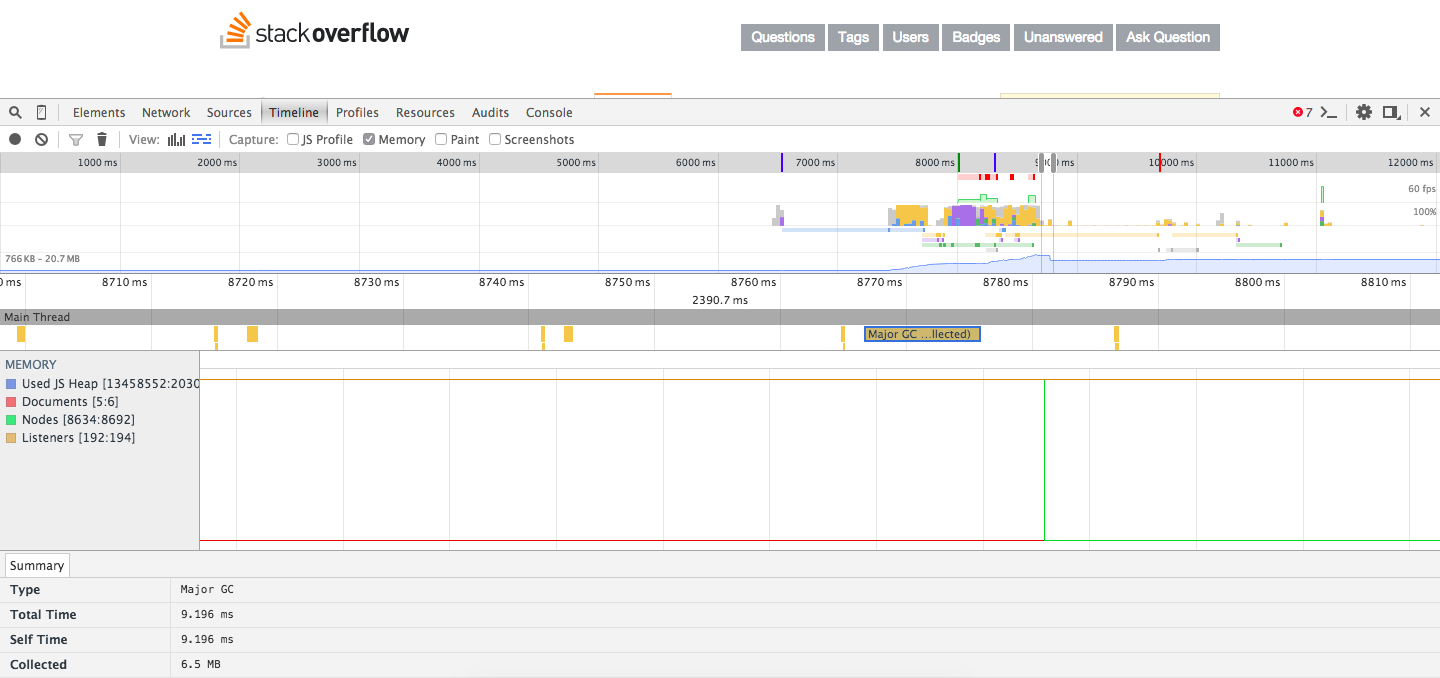 stackoverflow
Questions Tags Users Badges Unanswered Ask Question
Elements Network Sources Timeline Profiles Resources Audits Console 7
View: Capture: JS Profile Memory Paint Screenshots
1000 ms 2000 ms 3000 ms 4000 ms 5000 ms 6000 ms 7000 ms 8000 ms ms 10000 ms 11000 ms 12000 ms
60 fps
100%
766 KB – 20.7 MB
0 ms 8710 ms 8720 ms 8730 ms 8740 ms 8750 ms 8760 ms 8770 ms 8780 ms 8790 ms 8800 ms 8810 ms
2390.7 ms
Main Thread
Major GC ...llected)
MEMORY
Used JS Heap [13458552:2030
Documents [5:6]
Nodes [8634:8692]
Listeners [192:194]
Summary
Type Major GC
Total Time 9.196 ms
Self Time 9.196 ms
Collected 6.5 MB